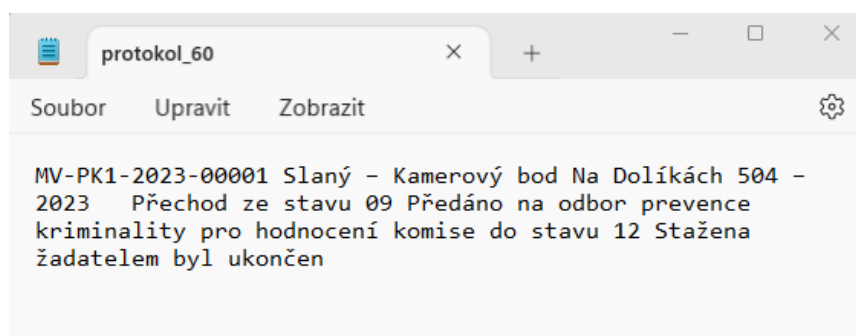 protokol_60
Soubor Upravit Zobrazit
MV-PK1-2023-00001 Slaný – Kamerový bod Na Dolíkách 504 –
2023   Přechod ze stavu 09 Předáno na odbor prevence
kriminality pro hodnocení komise do stavu 12 Stažena
žadatelem byl ukončen